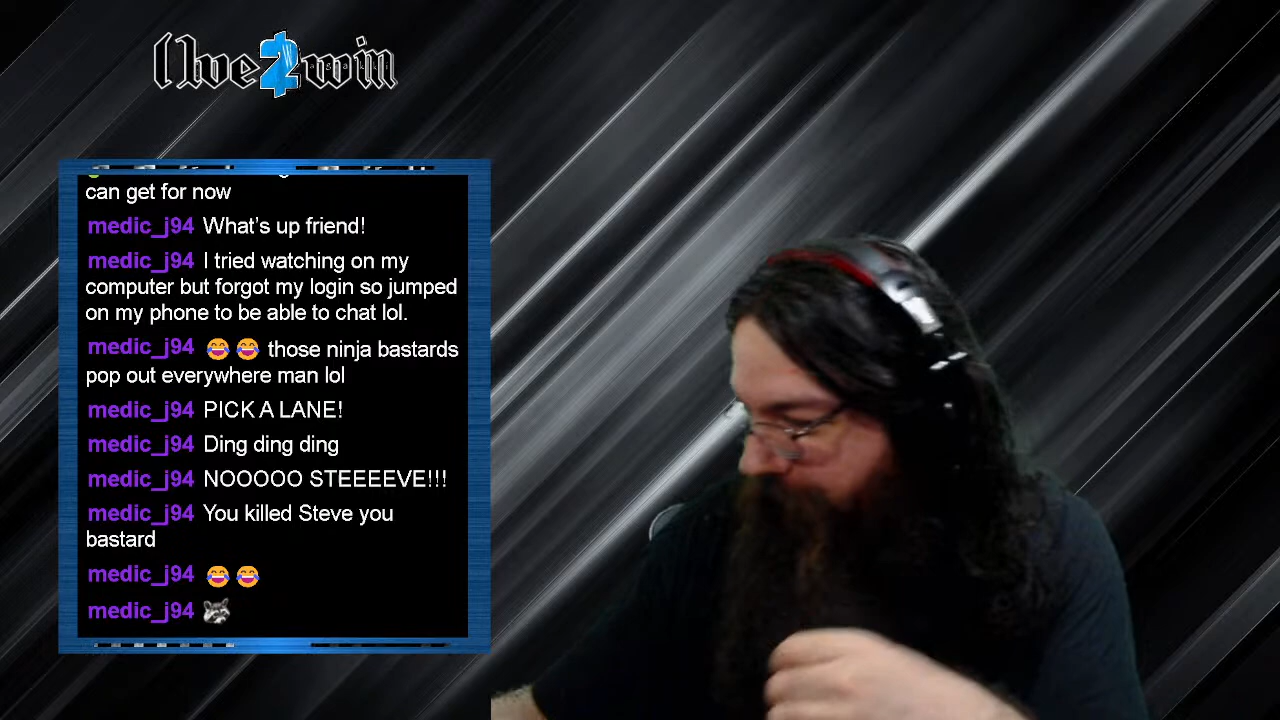 l1ve2win
can get for now
medic_j94 What's up friend!
medic_j94 I tried watching on my
computer but forgot my login so jumped
on my phone to be able to chat lol.
medic_j94 😂 😂 those ninja bastards
pop out everywhere man lol
medic_j94 PICK A LANE!
medic_j94 Ding ding ding
medic_j94 NOOOOO STEEEEVE!!!
medic_j94 You killed Steve you
bastard
medic_j94 😂 😂
medic_j94 🦝